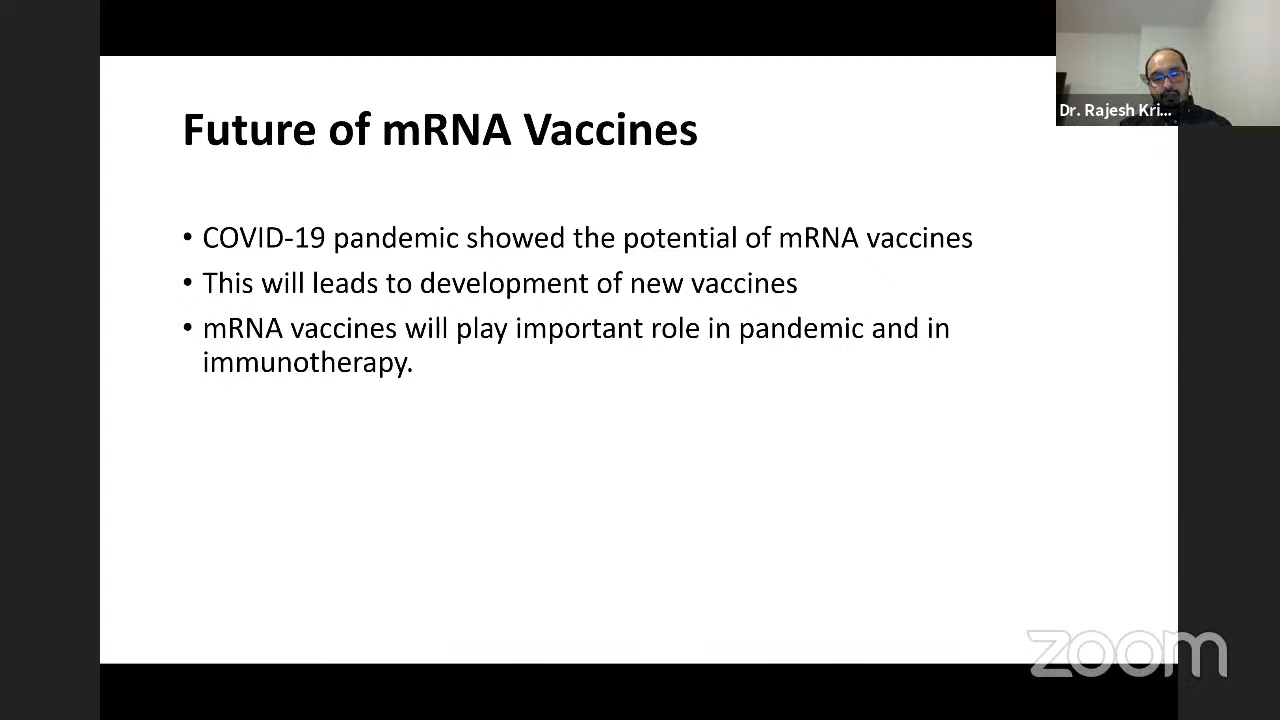 Dr. Rajesh Kri...
Future of mRNA Vaccines
• COVID-19 pandemic showed the potential of mRNA vaccines
• This will leads to development of new vaccines
• mRNA vaccines will play important role in pandemic and in
immunotherapy.
zoom